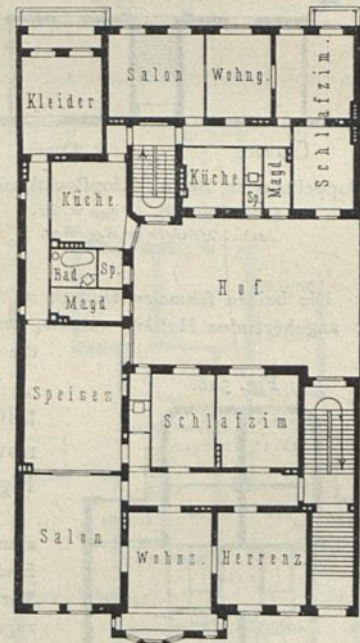 Salon Wohng.
Kleider
Schlafzim.
Küche Küche Sp. Magd
Bad Sp.
Magd
Hof
Speisez
Schlafzim
Salon Wohnz. Herrenz.